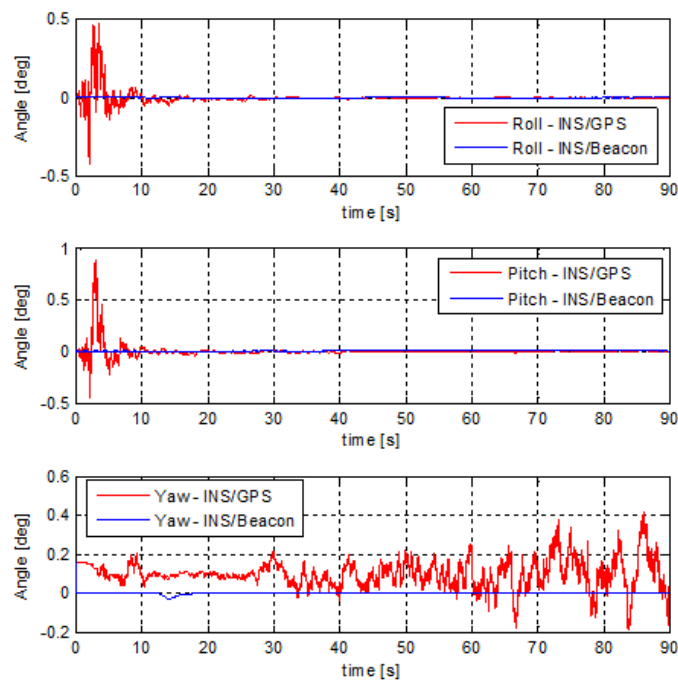 0.5
0
-0.5
Angle [deg]
Roll - INS/GPS
Roll - INS/Beacon
0 10 20 30 40 50 60 70 80 90
time [s]
1
0.5
0
-0.5
Angle [deg]
Pitch - INS/GPS
Pitch - INS/Beacon
0 10 20 30 40 50 60 70 80 90
time [s]
0.6
0.4
0.2
0
-0.2
Angle [deg]
Yaw - INS/GPS
Yaw - INS/Beacon
0 10 20 30 40 50 60 70 80 90
time [s]